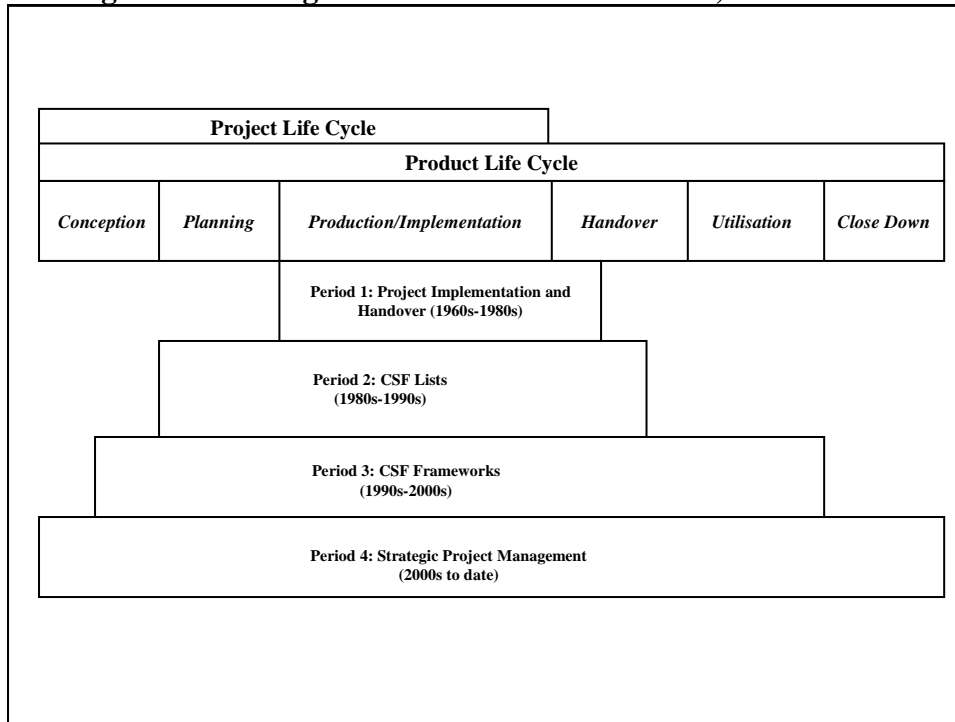 Project Life Cycle
Product Life Cycle
Conception Planning Production/Implementation Handover Utilisation Close Down
Period 1: Project Implementation and
Handover (1960s-1980s)
Period 2: CSF Lists
(1980s-1990s)
Period 3: CSF Frameworks
(1990s-2000s)
Period 4: Strategic Project Management
(2000s to date)